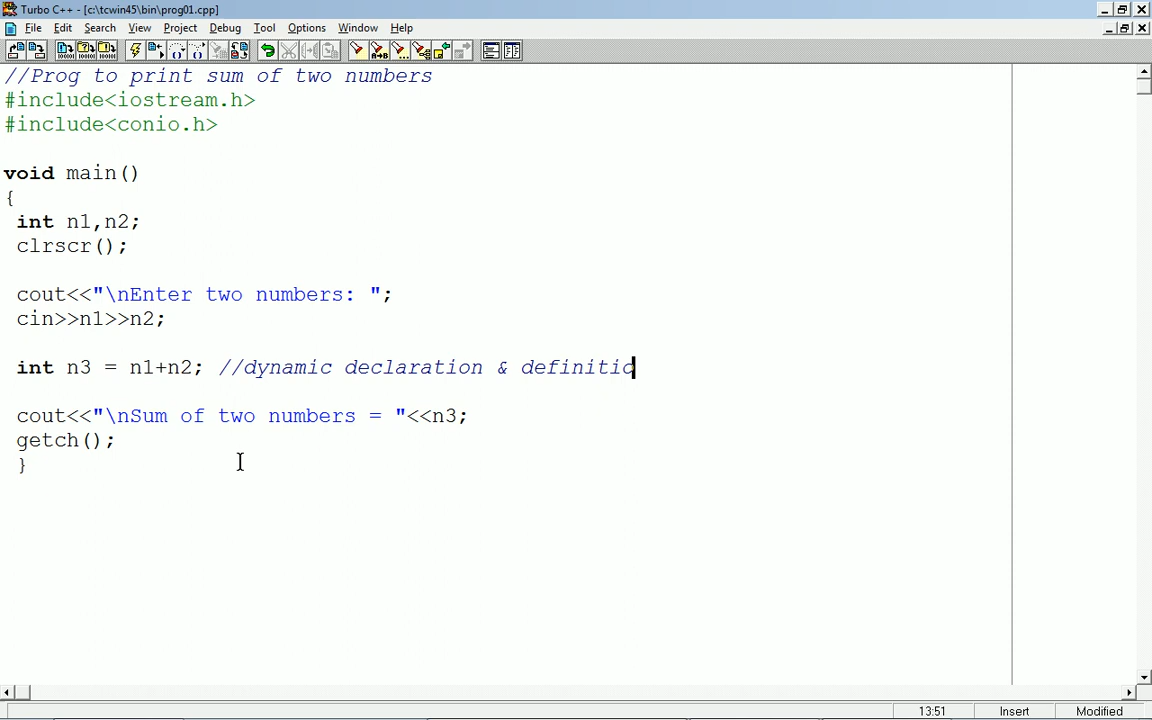 Turbo C++ - [c:\tcwin45\bin\prog01.cpp]
File Edit Search View Project Debug Tool Options Window Help
//Prog to print sum of two numbers
#include<iostream.h>
#include<conio.h>
void main()
{
int n1,n2;
clrscr();
cout<<"\nEnter two numbers: ";
cin>>n1>>n2;
int n3 = n1+n2; //dynamic declaration & definitio
cout<<"\nSum of two numbers = "<<n3;
getch();
}
13:51 Insert Modified